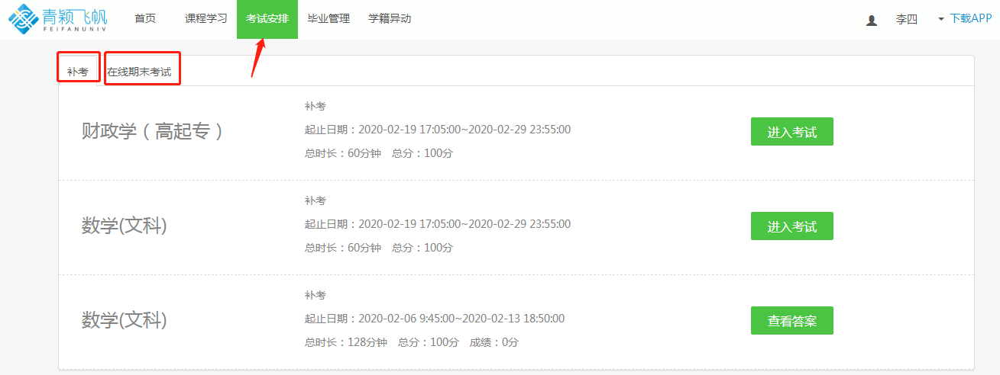 青颖飞帆
FEIFANUNIV
首页 课程学习 考试安排 毕业管理 学籍异动 李四 下载APP
补考 在线期末考试
财政学（高起专）
补考
起止日期：2020-02-19 17:05:00~2020-02-29 23:55:00
总时长：60分钟 总分：100分
进入考试
数学(文科)
补考
起止日期：2020-02-19 17:05:00~2020-02-29 23:55:00
总时长：60分钟 总分：100分
进入考试
数学(文科)
补考
起止日期：2020-02-06 9:45:00~2020-02-13 18:50:00
总时长：128分钟 总分：100分 成绩：0分
查看答案